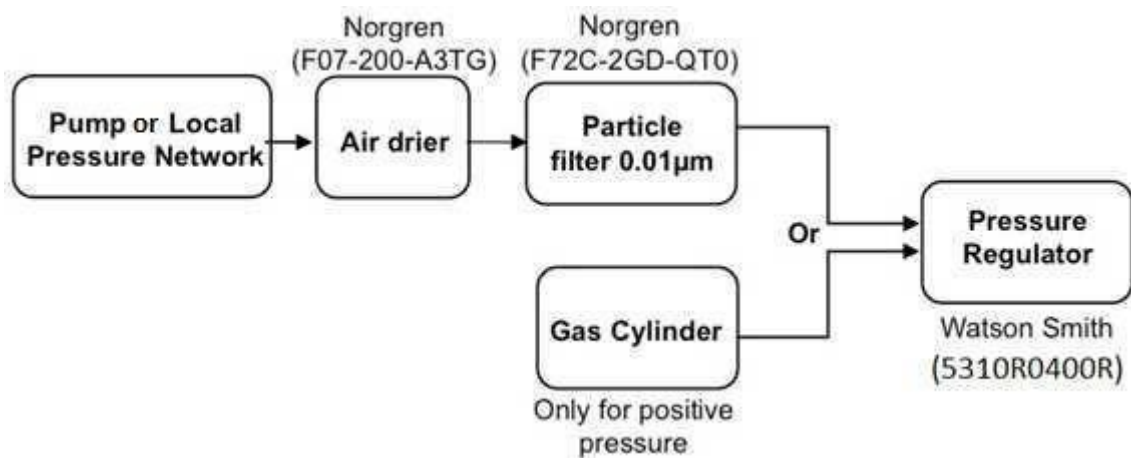 Norgren
(F07-200-A3TG)
Norgren
(F72C-2GD-QT0)
Pump or Local
Pressure Network
Air drier
Particle
filter 0.01µm
Or
Pressure
Regulator
Gas Cylinder
Watson Smith
(5310R0400R)
Only for positive
pressure